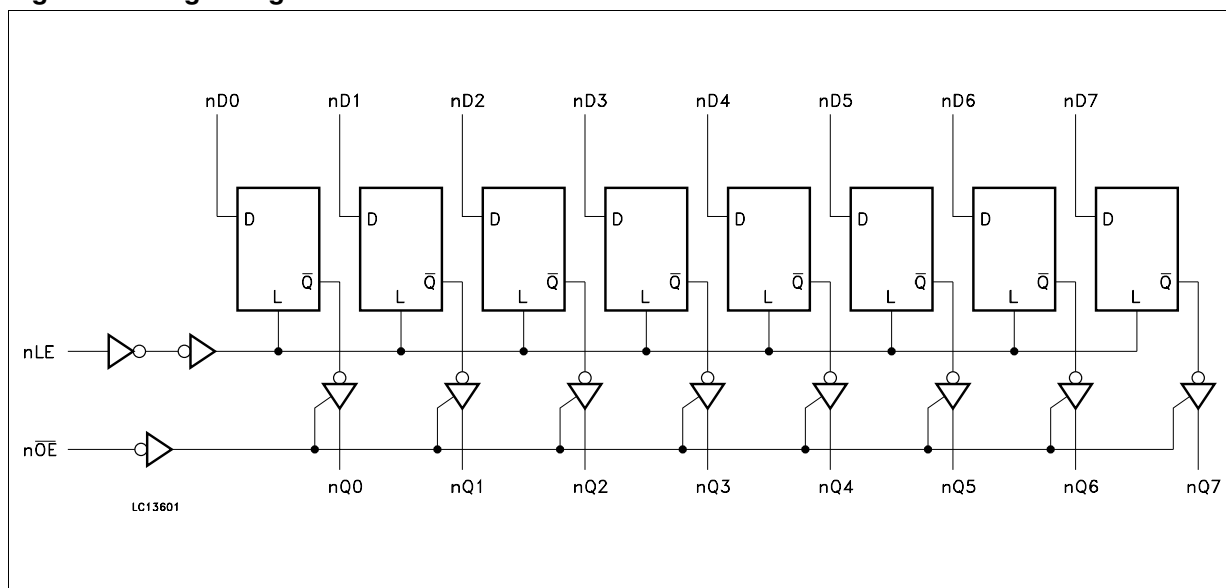 nD0 nD1 nD2 nD3 nD4 nD5 nD6 nD7
D D D D D D D D
Q̅ Q̅ Q̅ Q̅ Q̅ Q̅ Q̅ Q̅
L L L L L L L L
nLE
nO̅E̅
nQ0 nQ1 nQ2 nQ3 nQ4 nQ5 nQ6 nQ7
LC13601